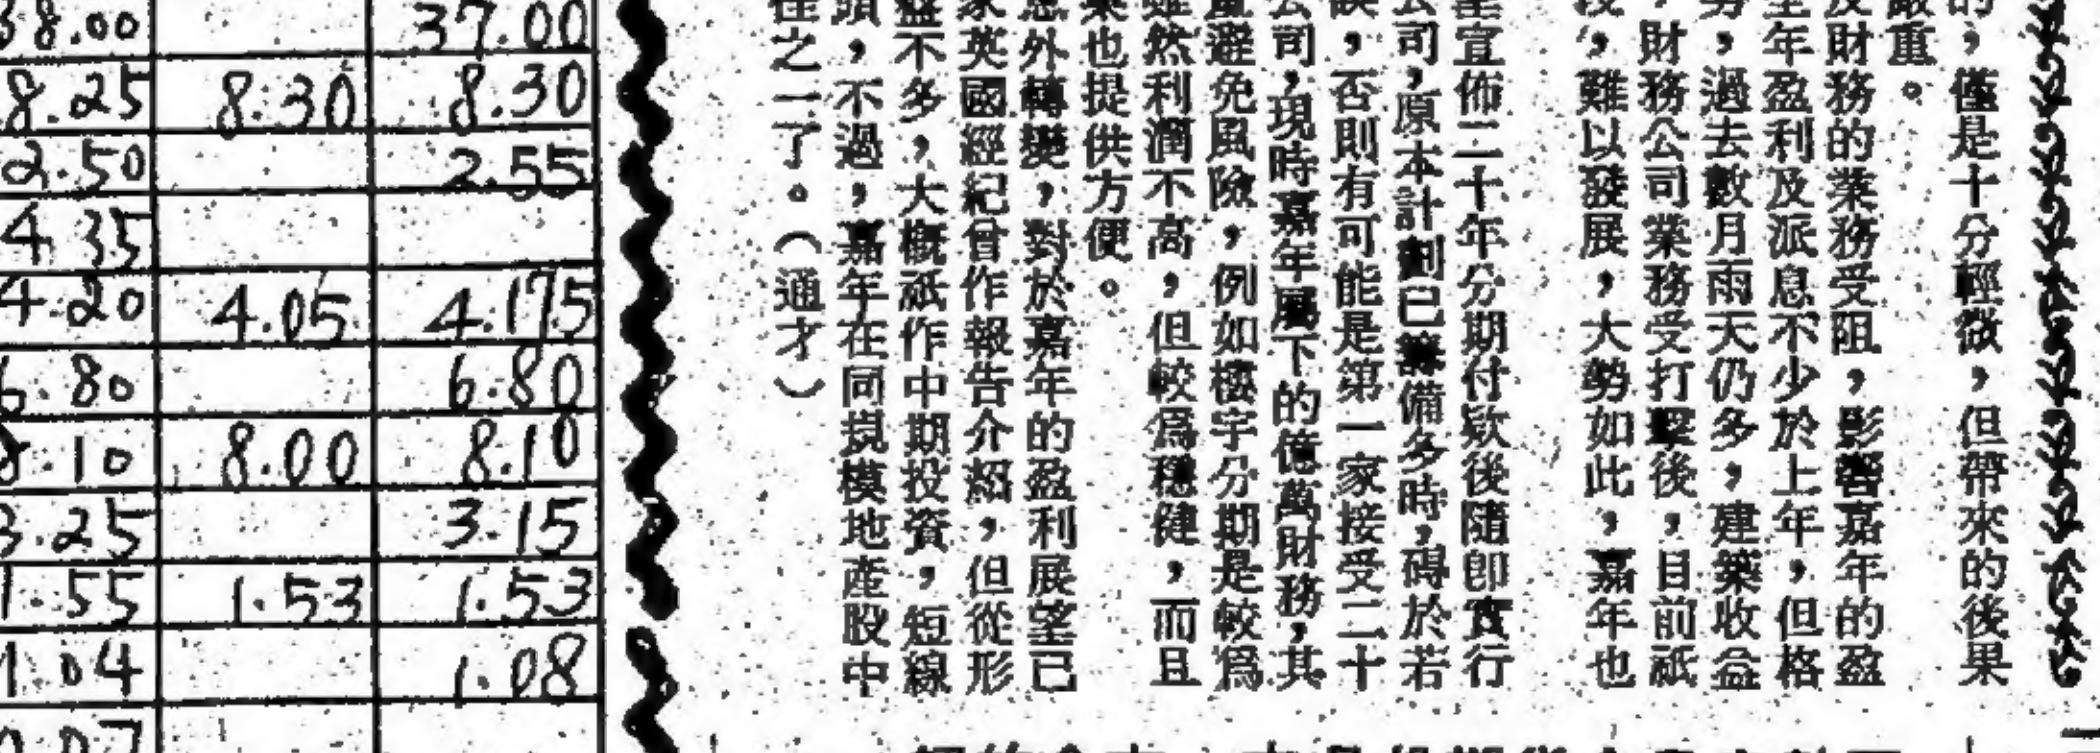 的，僅是十分輕微，但帶來的後果
嚴重。
及財務的業務受阻，影響嘉年的盈
全年盈利及派息不少於上年，但格
勢，過去數月雨天仍多，建築收益
，財務公司業務受打擊後，目前祇
段，難以發展，大勢如此，嘉年也
宣佈二十年分期付欵後隨即實行
公司，原本計劃已籌備多時，碍於若
，否則有可能是第一家接受二十
公司，現時嘉年屬下的億萬財務，其
量避免風險，例如樓宇分期是較爲
雖然利潤不高，但較爲穩健，而且
業也提供方便。
息外轉變，對於嘉年的盈利展望已
家英國經紀曾作報告介紹，但從形
盤不多，大概祇作中期投資，短線
頭，不過，嘉年在同規模地產股中
佳之一了。（通才）
38.00 37.00
8.25 8.30 8.30
2.50 2.55
4.35
4.20 4.05 4.175
6.80 6.80
8.10 8.00 8.10
3.25 3.15
1.55 1.53 1.53
1.04 1.08